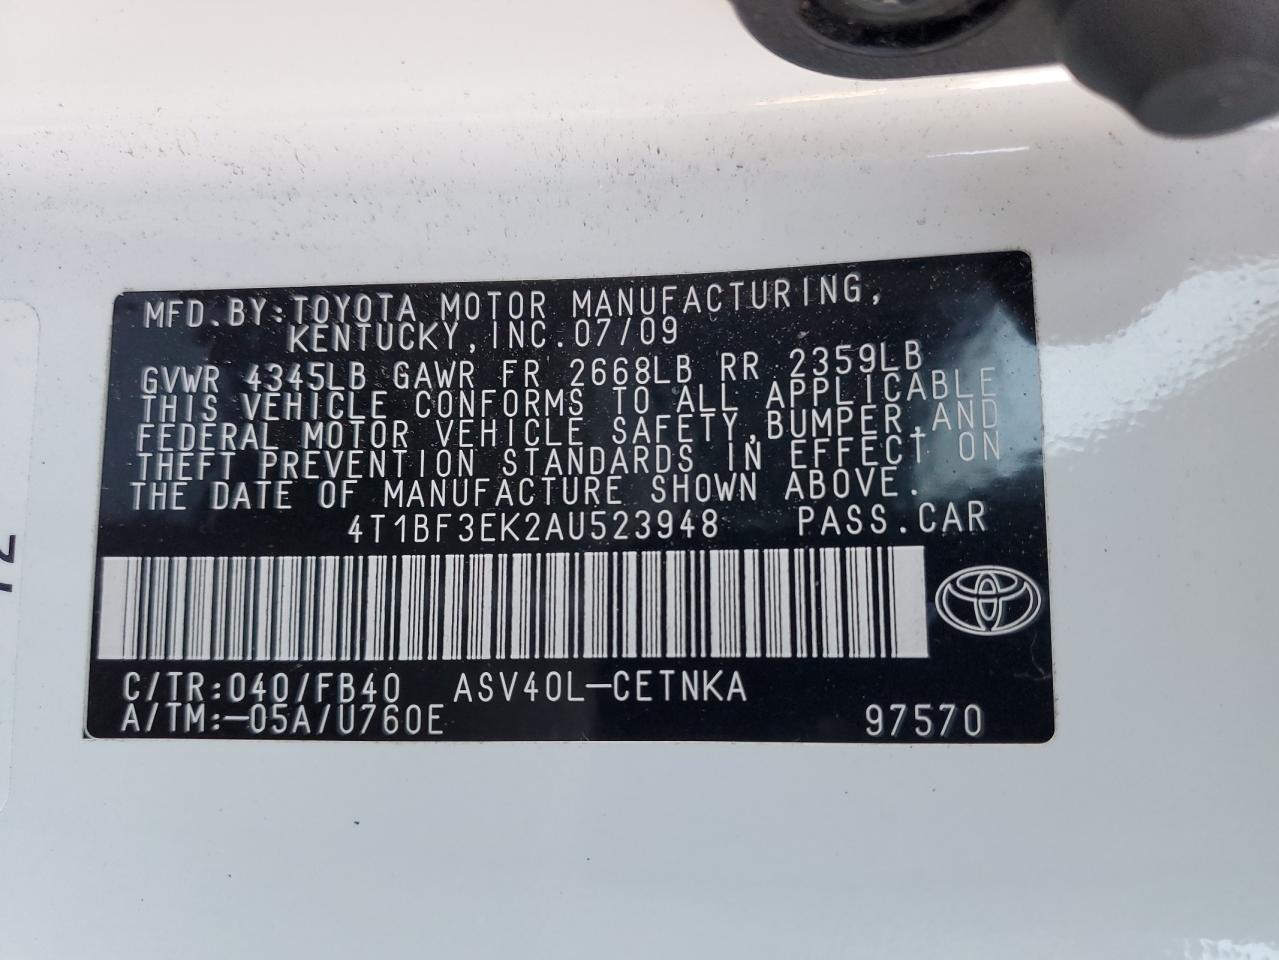 MFD.BY:TOYOTA MOTOR MANUFACTURING,
KENTUCKY,INC.07/09
GVWR 4345LB GAWR FR 2668LB RR 2359LB
THIS VEHICLE CONFORMS TO ALL APPLICABLE
FEDERAL MOTOR VEHICLE SAFETY,BUMPER,AND
THEFT PREVENTION STANDARDS IN EFFECT ON
THE DATE OF MANUFACTURE SHOWN ABOVE.
4T1BF3EK2AU523948 PASS.CAR
C/TR:040/FB40 ASV40L-CETNKA
A/TM:-05A/U760E 97570